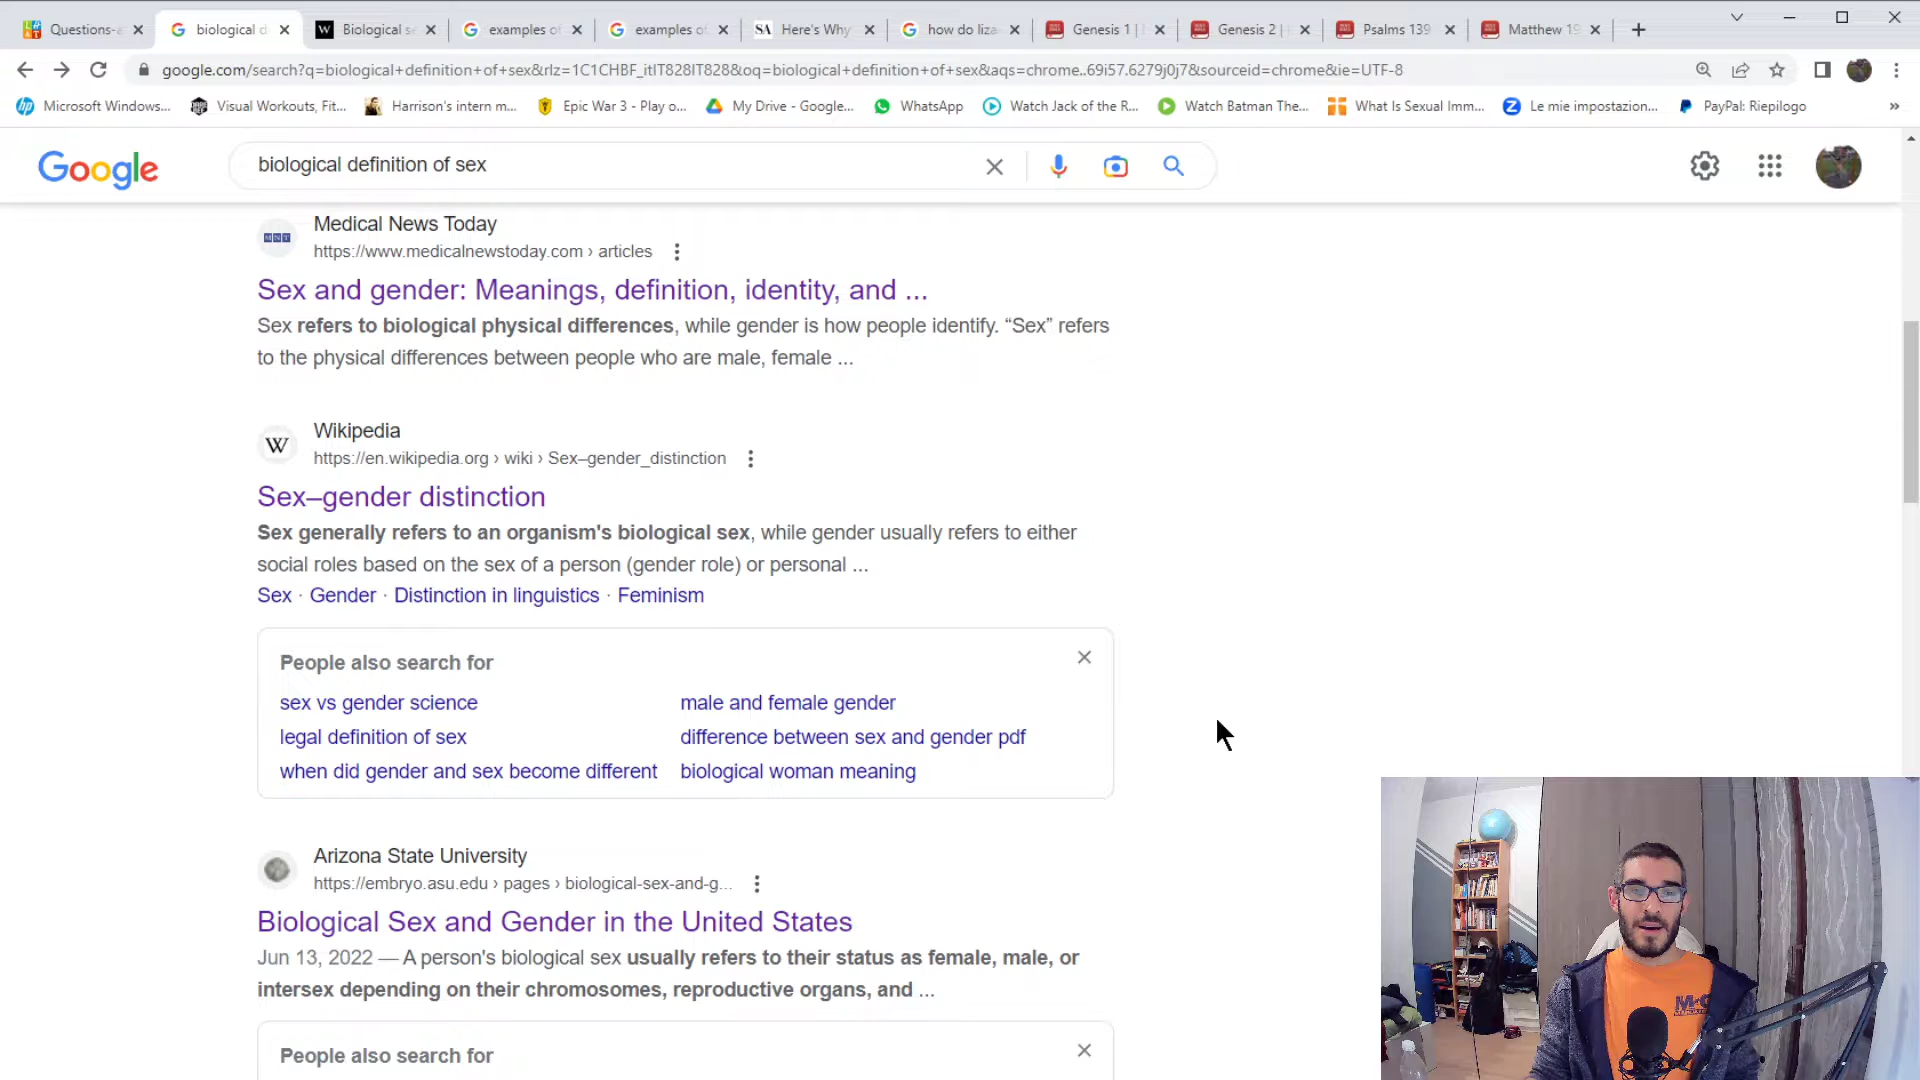 Questions-a
biological d
Biological se
examples of
examples of
SA Here's Why
how do liza
Genesis 1 |
Genesis 2 |
Psalms 139
Matthew 19
google.com/search?q=biological+definition+of+sex&rlz=1C1CHBF_itIT828IT828&oq=biological+definition+of+sex&aqs=chrome..69i57.6279j0j7&sourceid=chrome&ie=UTF-8
Microsoft Windows...
Visual Workouts, Fit...
Harrison's intern m...
Epic War 3 - Play o...
My Drive - Google...
WhatsApp
Watch Jack of the R...
Watch Batman The...
What Is Sexual Imm...
Le mie impostazion...
PayPal: Riepilogo
»
Google
biological definition of sex
MNT
Medical News Today
https://www.medicalnewstoday.com › articles
Sex and gender: Meanings, definition, identity, and ...
Sex refers to biological physical differences, while gender is how people identify. “Sex” refers
to the physical differences between people who are male, female ...
W
Wikipedia
https://en.wikipedia.org › wiki › Sex–gender_distinction
Sex–gender distinction
Sex generally refers to an organism's biological sex, while gender usually refers to either
social roles based on the sex of a person (gender role) or personal ...
Sex · Gender · Distinction in linguistics · Feminism
People also search for
sex vs gender science
male and female gender
legal definition of sex
difference between sex and gender pdf
when did gender and sex become different
biological woman meaning
Arizona State University
https://embryo.asu.edu › pages › biological-sex-and-g...
Biological Sex and Gender in the United States
Jun 13, 2022 — A person's biological sex usually refers to their status as female, male, or
intersex depending on their chromosomes, reproductive organs, and ...
People also search for